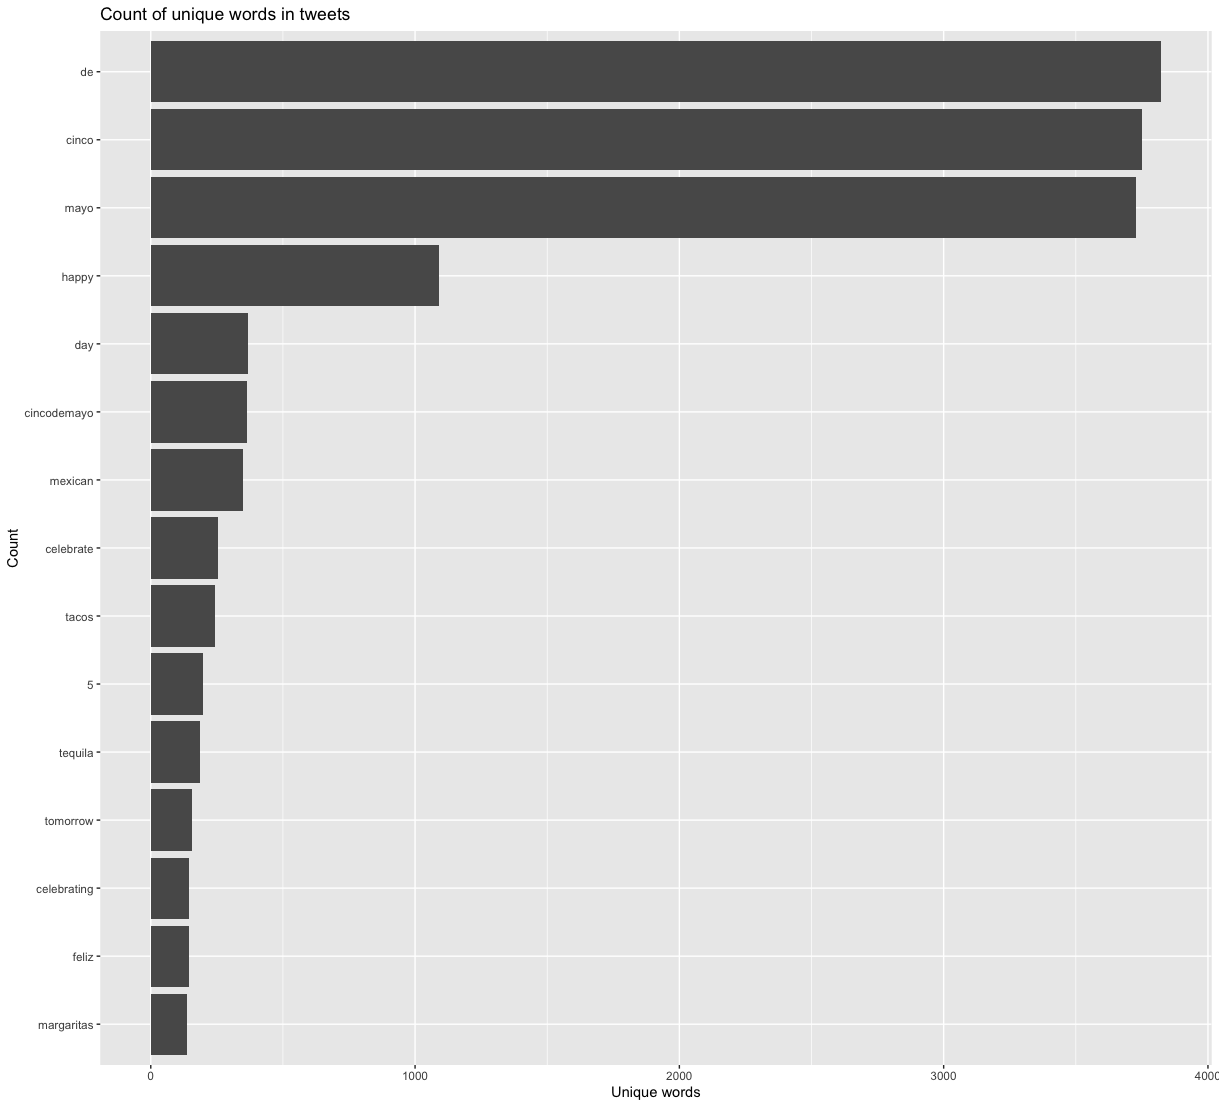 Count of unique words in tweets
de
cinco
mayo
happy
day
cincodemayo
mexican
celebrate
tacos
5
tequila
tomorrow
celebrating
feliz
margaritas
Count
0 1000 2000 3000 4000
Unique words